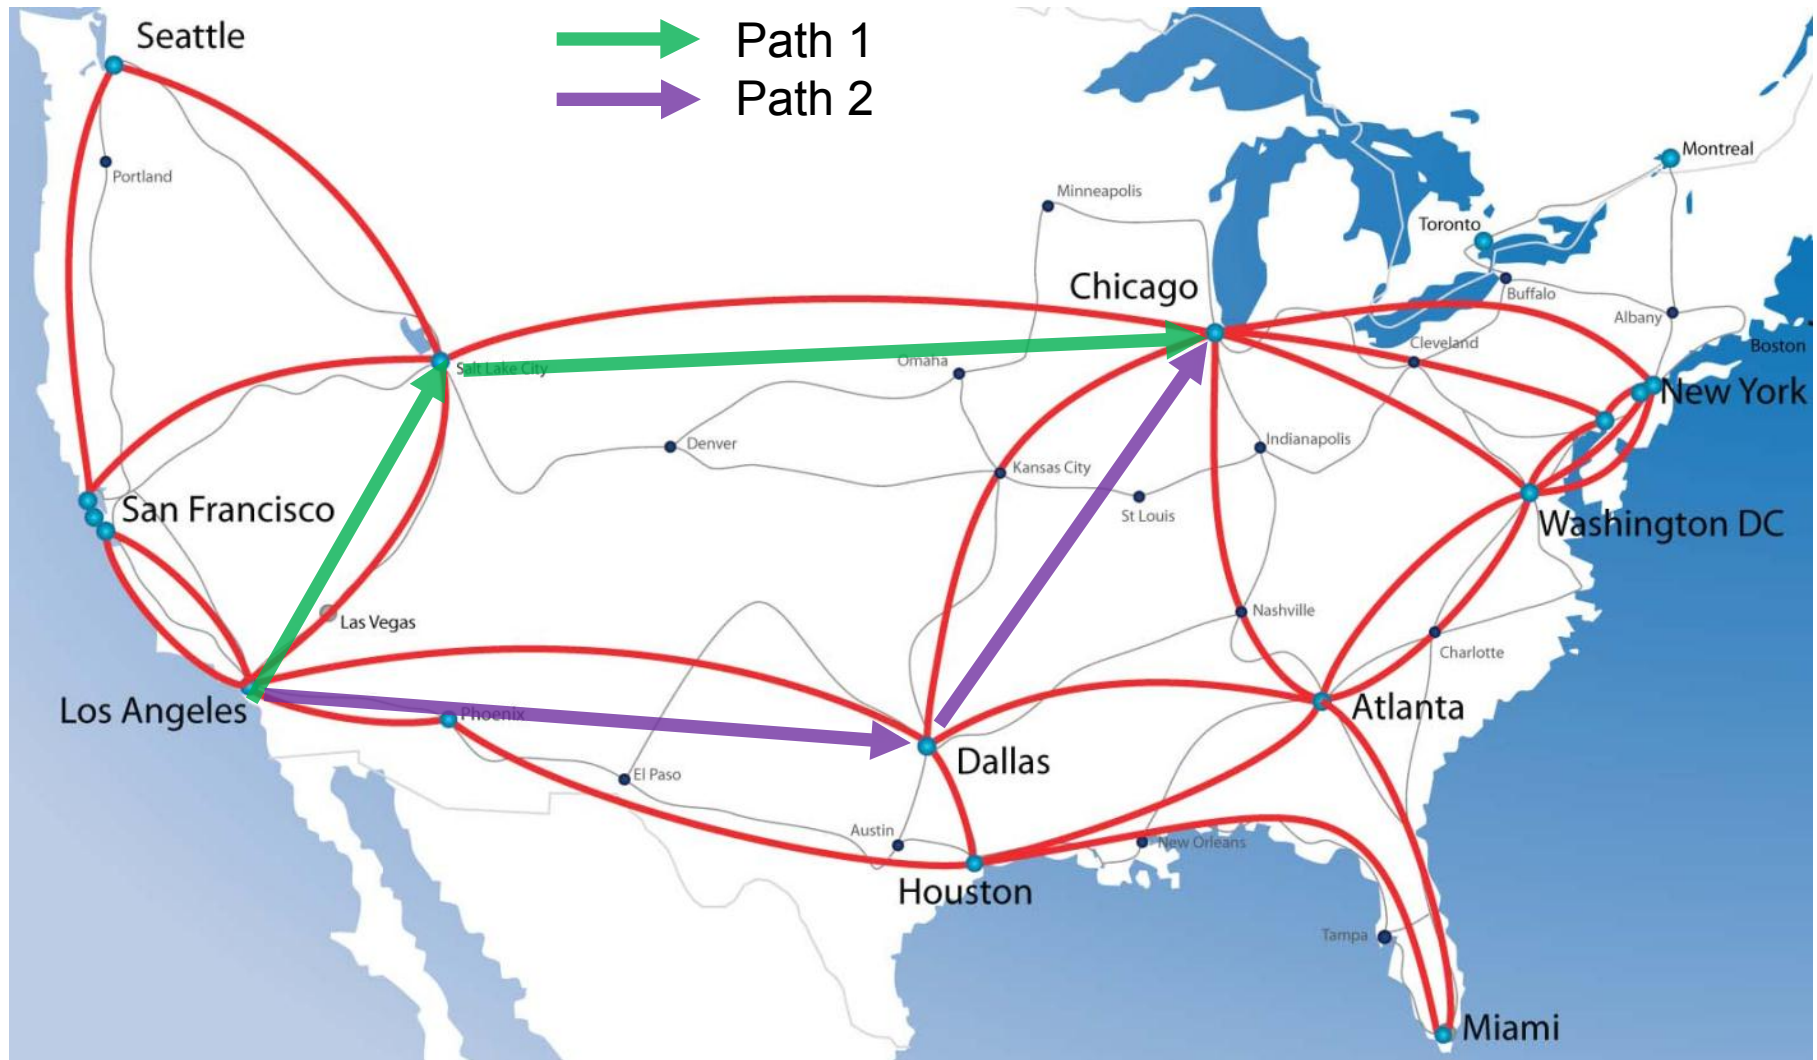 Seattle
Path 1
Path 2
Portland
Montreal
Minneapolis
Toronto
Chicago
Buffalo
Albany
Boston
Cleveland
Omaha
Salt Lake City
New York
Denver
Indianapolis
Kansas City
San Francisco
St Louis
Washington DC
Nashville
Las Vegas
Charlotte
Los Angeles
Phoenix
Atlanta
Dallas
El Paso
Austin
New Orleans
Houston
Tampa
Miami